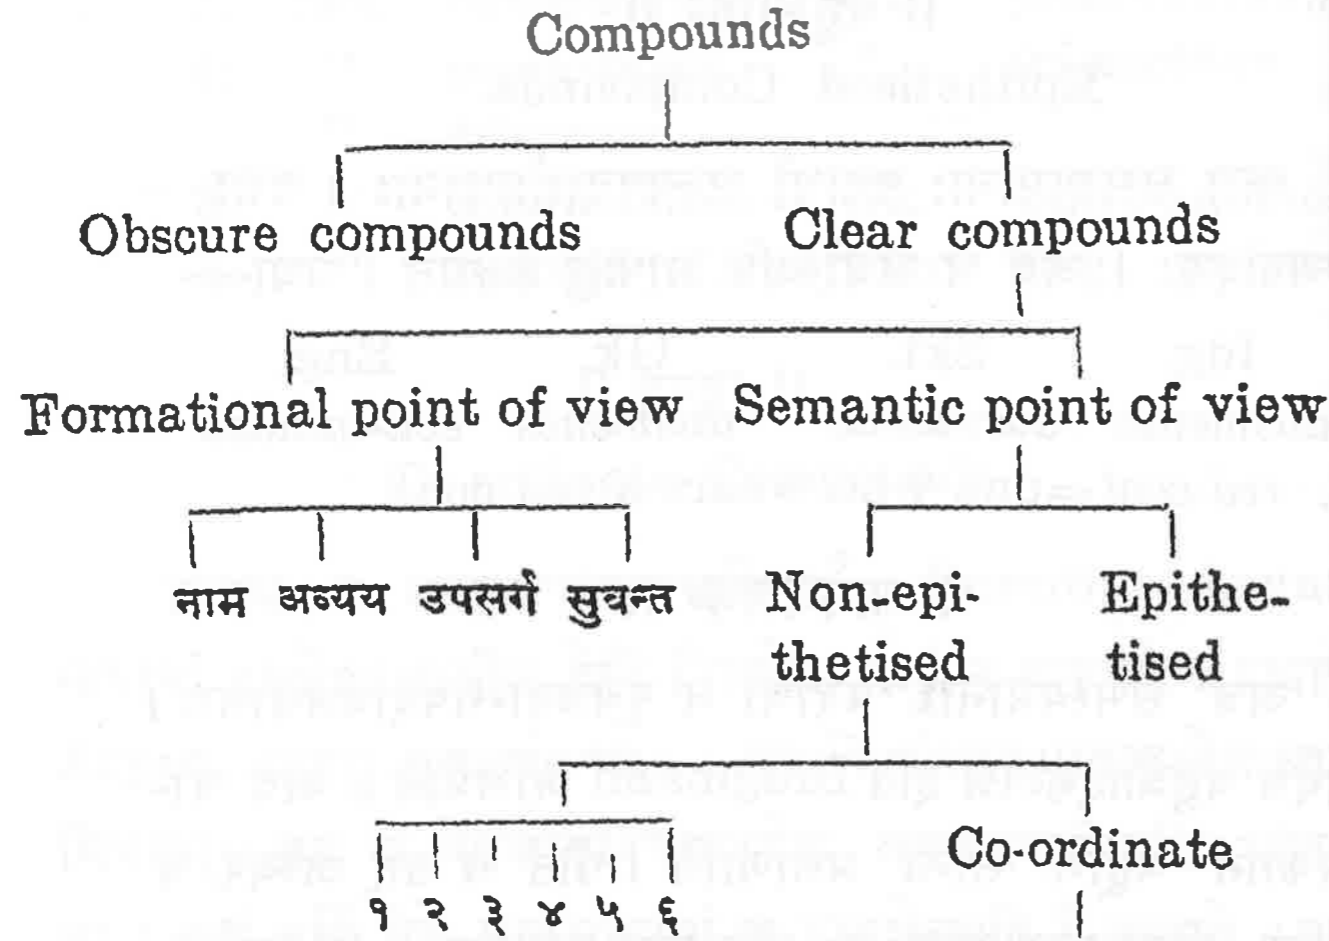 Compounds
Obscure compounds Clear compounds
Formational point of view Semantic point of view
नाम अव्यय उपसर्ग सुवन्त Non-epi- Epithe-
thetised tised
Co-ordinate
१ २ ३ ४ ५ ६